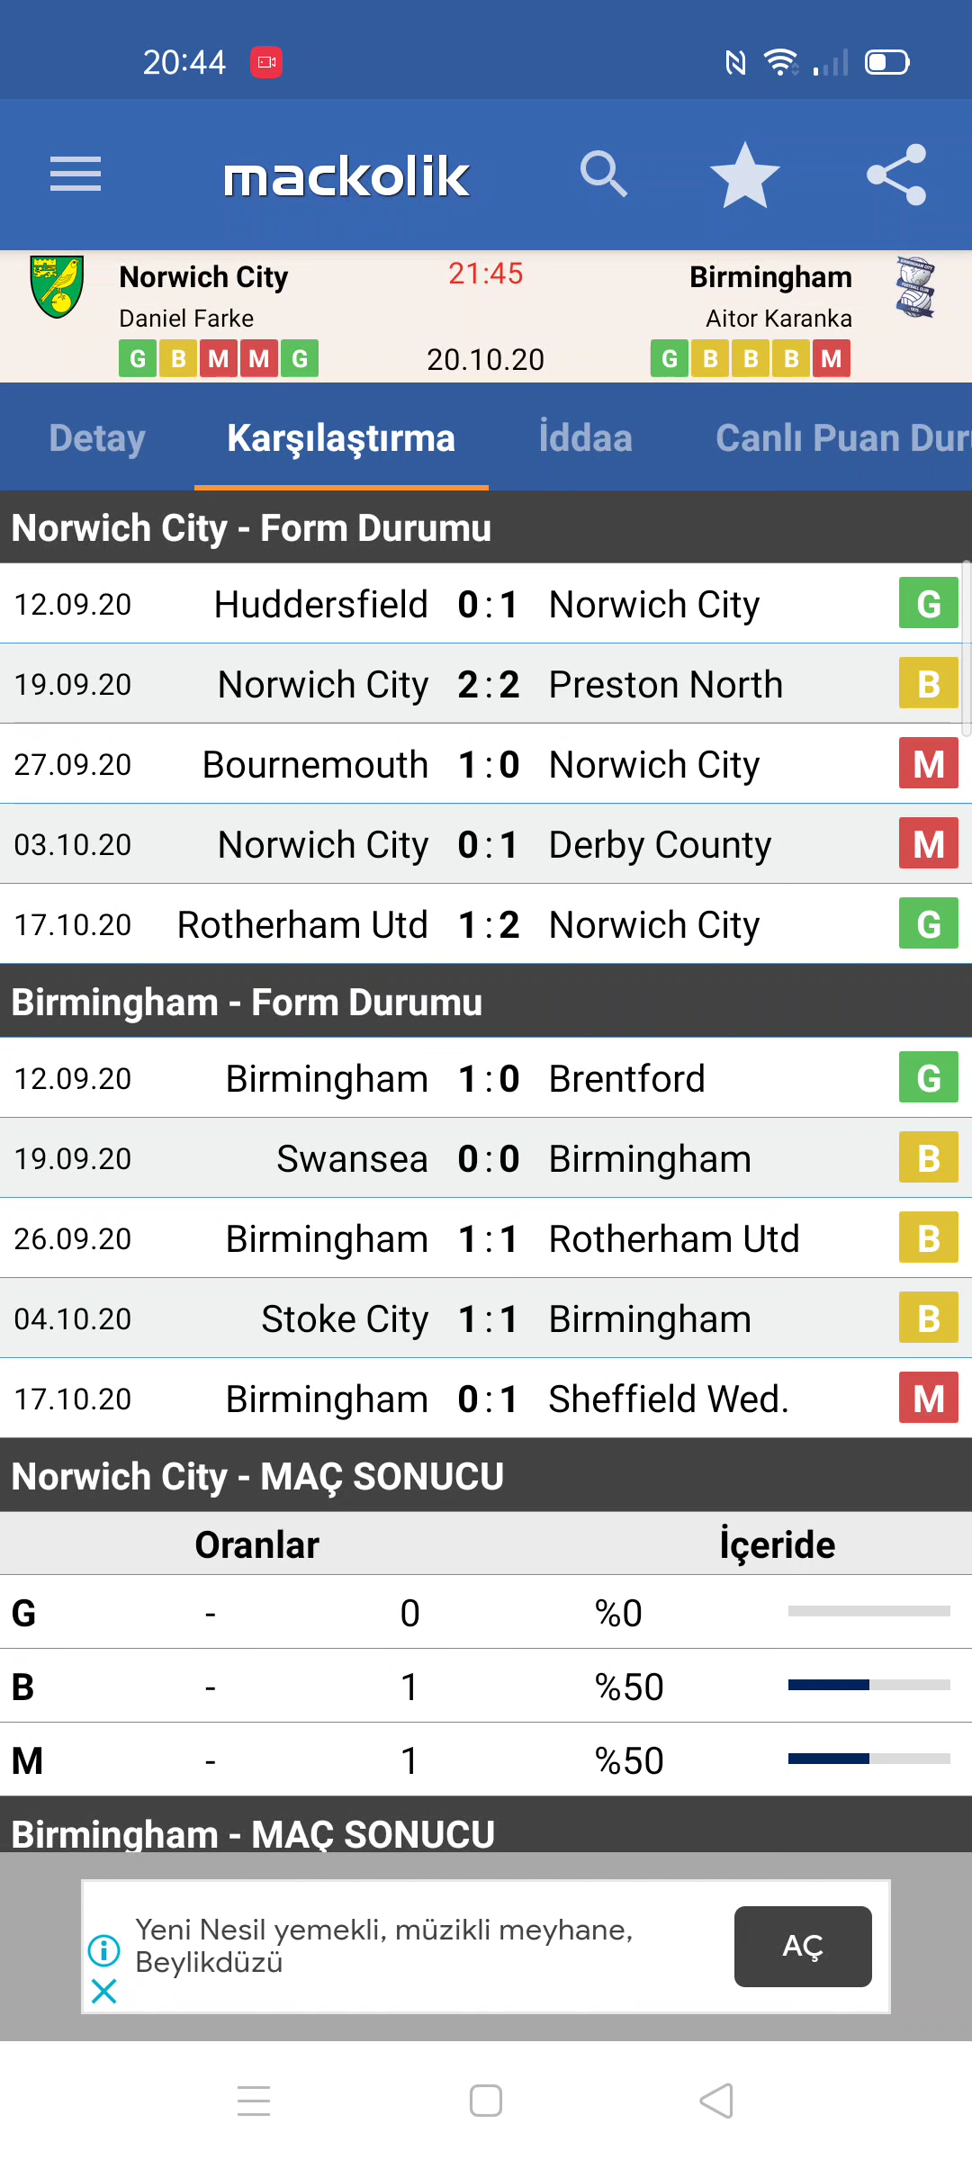 20:44
mackolik
Norwich City 21:45 Birmingham
Daniel Farke Aitor Karanka
G B M M G 20.10.20 G B B B M
Detay Karşılaştırma İddaa Canlı Puan Dur
Norwich City - Form Durumu
12.09.20 Huddersfield 0:1 Norwich City G
19.09.20 Norwich City 2:2 Preston North B
27.09.20 Bournemouth 1:0 Norwich City M
03.10.20 Norwich City 0:1 Derby County M
17.10.20 Rotherham Utd 1:2 Norwich City G
Birmingham - Form Durumu
12.09.20 Birmingham 1:0 Brentford G
19.09.20 Swansea 0:0 Birmingham B
26.09.20 Birmingham 1:1 Rotherham Utd B
04.10.20 Stoke City 1:1 Birmingham B
17.10.20 Birmingham 0:1 Sheffield Wed. M
Norwich City - MAÇ SONUCU
Oranlar İçeride
G - 0 %0
B - 1 %50
M - 1 %50
Birmingham - MAÇ SONUCU
Yeni Nesil yemekli, müzikli meyhane,
Beylikdüzü
AÇ